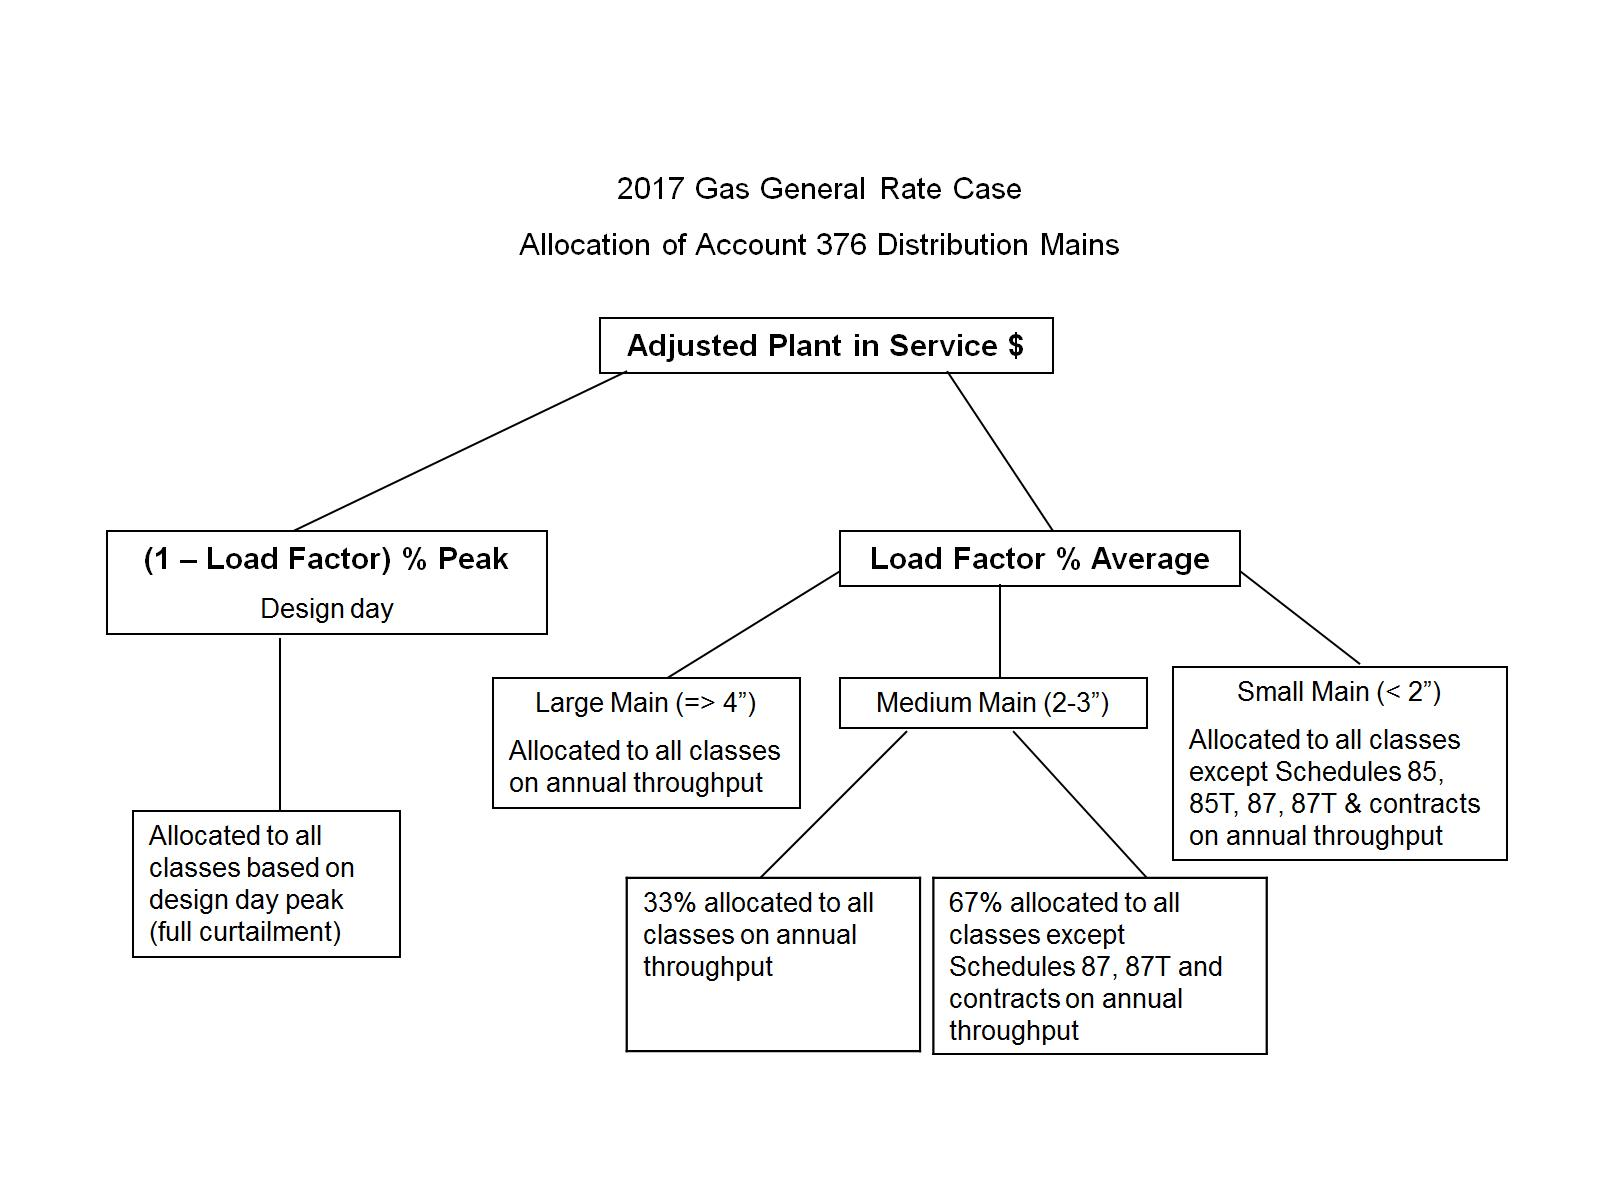 2017 Gas General Rate Case
Allocation of Account 376 Distribution Mains
Adjusted Plant in Service $
(1 – Load Factor) % Peak
Design day
Load Factor % Average
Large Main (=> 4”)
Allocated to all classes
on annual throughput
Medium Main (2-3”)
Small Main (< 2”)
Allocated to all classes
except Schedules 85,
85T, 87, 87T & contracts
on annual throughput
Allocated to all
classes based on
design day peak
(full curtailment)
33% allocated to all
classes on annual
throughput
67% allocated to all
classes except
Schedules 87, 87T and
contracts on annual
throughput